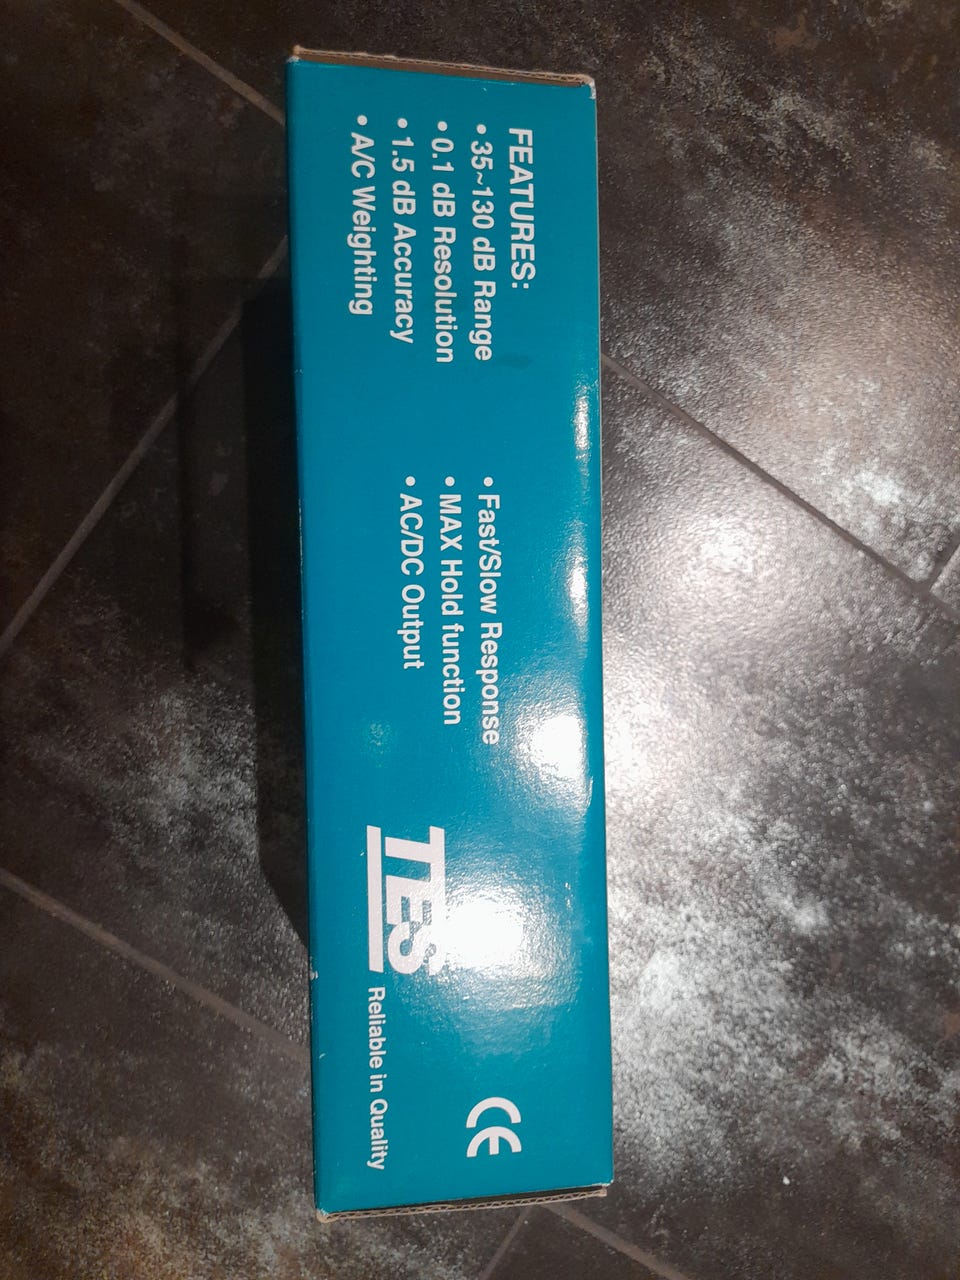 FEATURES:
• 35~130 dB Range
• 0.1 dB Resolution
• 1.5 dB Accuracy
• A/C Weighting
• Fast/Slow Response
• MAX Hold function
• AC/DC Output
TES
Reliable in Quality
CE